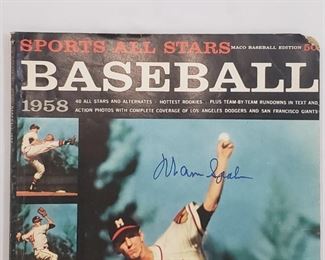 SPORTS ALL STARS MACO BASEBALL EDITION 50¢
BASEBALL
1958
40 ALL STARS AND ALTERNATES · HOTTEST ROOKIES · PLUS TEAM-BY-TEAM RUNDOWNS IN TEXT AND
ACTION PHOTOS WITH COMPLETE COVERAGE OF LOS ANGELES DODGERS AND SAN FRANCISCO GIANTS!
Warren Spahn
M